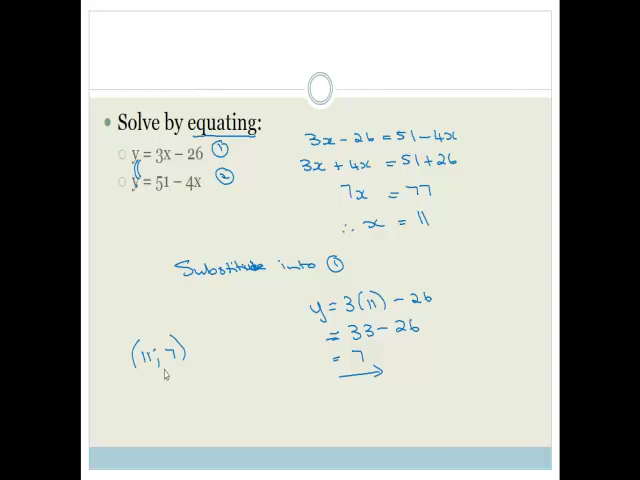 Solve by equating:
y = 3x – 26 ①
y = 51 – 4x ②
3x – 26 = 51 – 4x
3x + 4x = 51 + 26
7x = 77
∴ x = 11
Substitute into ①
y = 3(11) – 26
= 33 – 26
= 7
(11; 7)